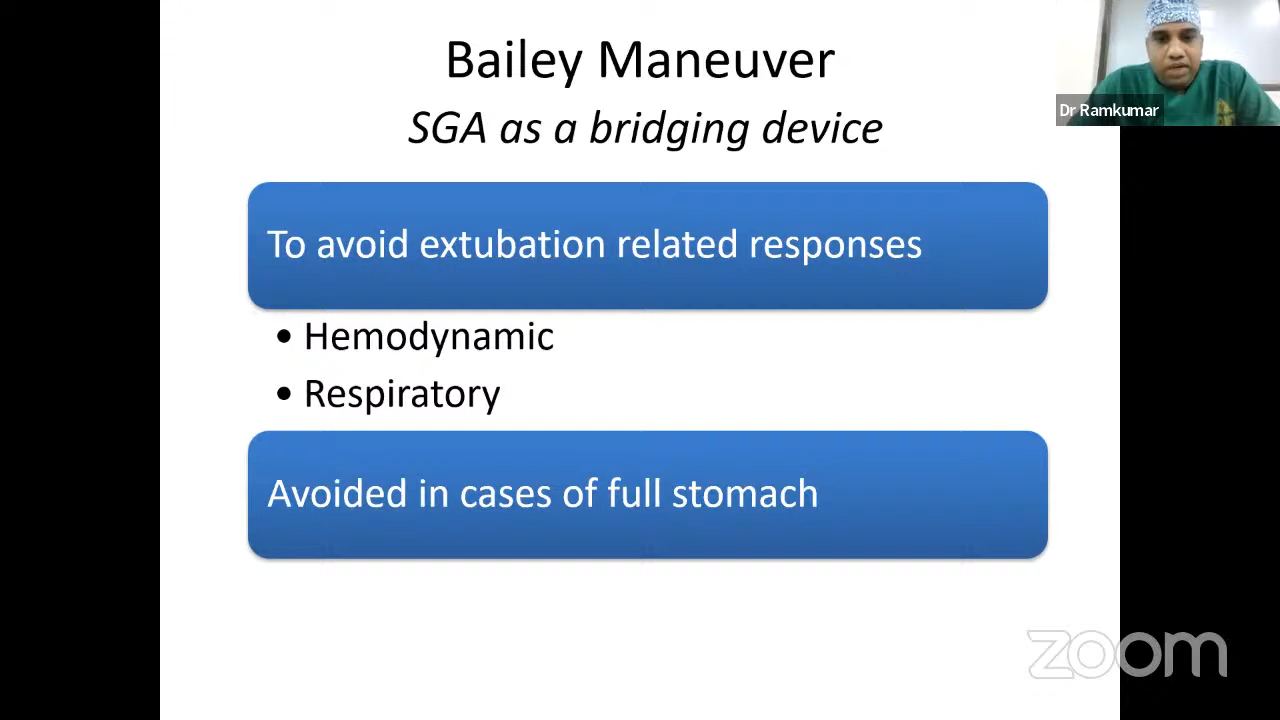 Bailey Maneuver
SGA as a bridging device
To avoid extubation related responses
• Hemodynamic
• Respiratory
Avoided in cases of full stomach
Dr Ramkumar
zoom